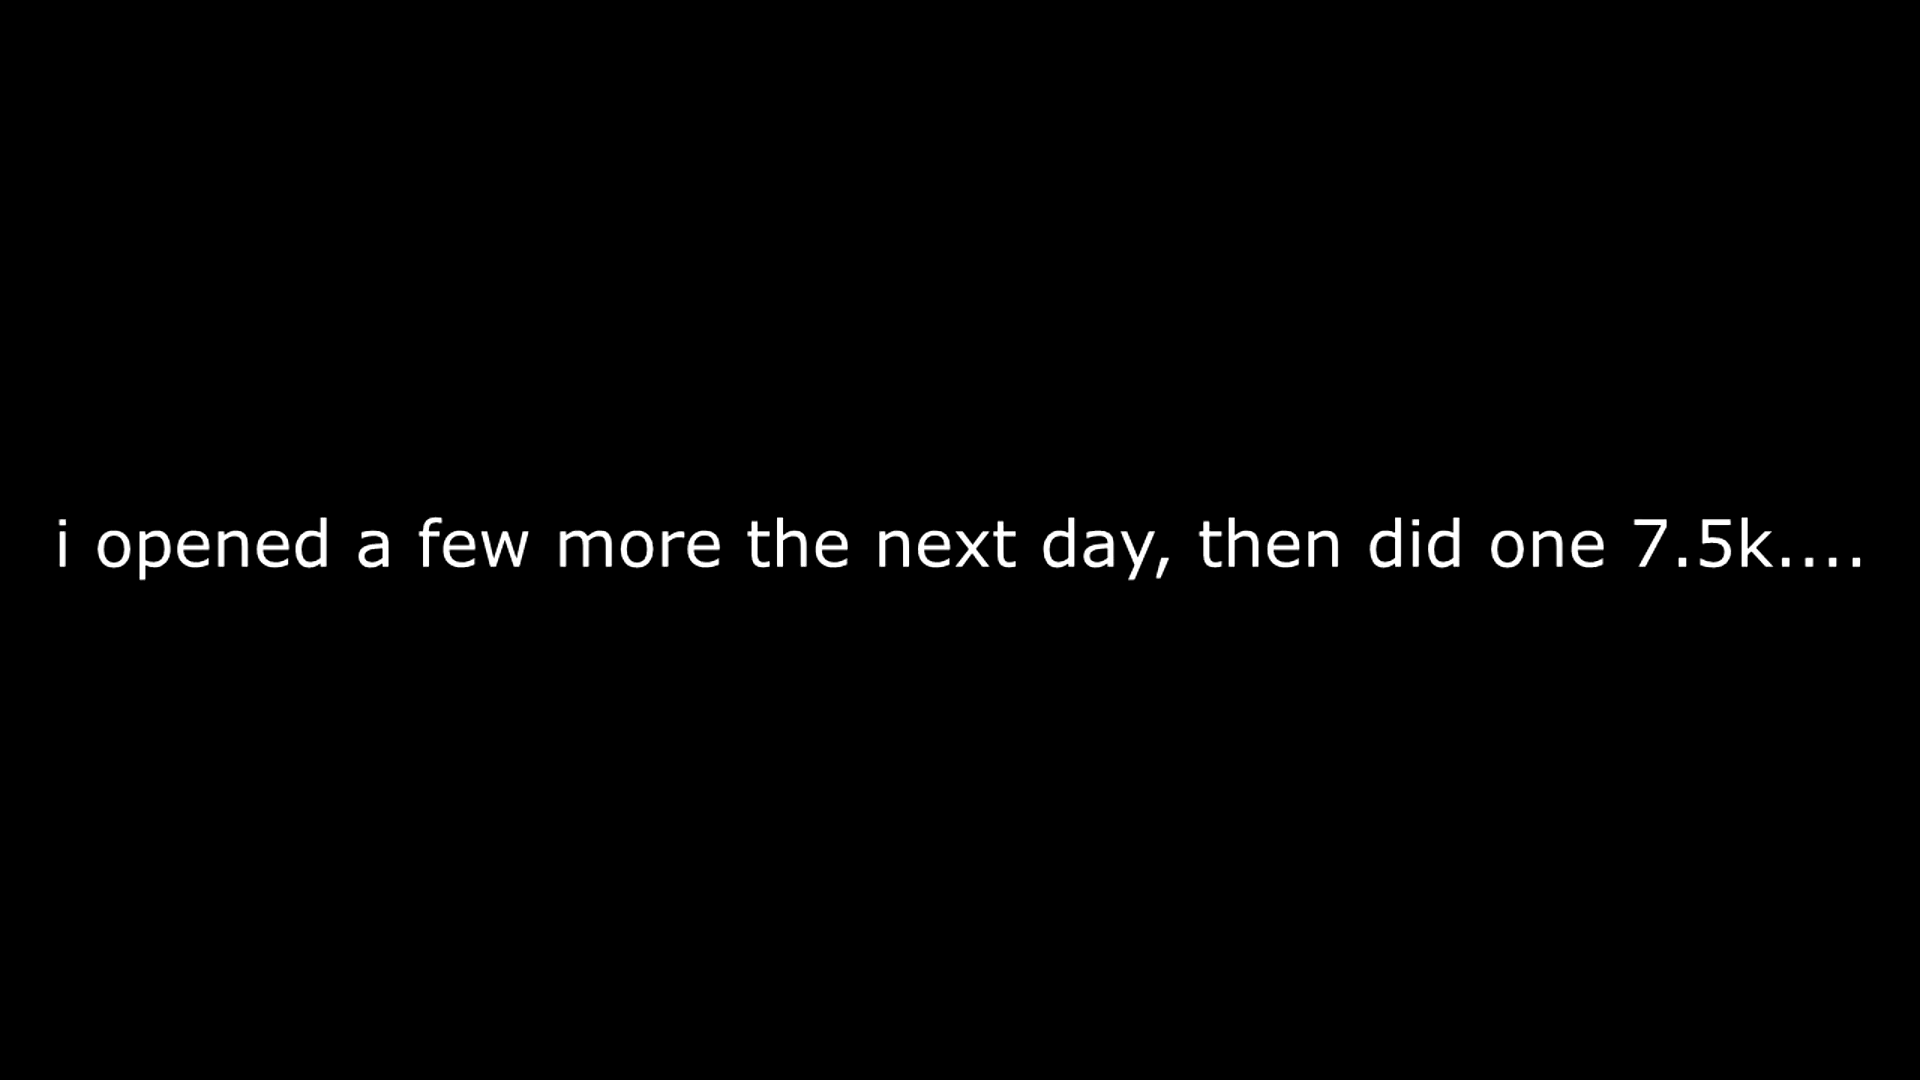 i opened a few more the next day, then did one 7.5k....